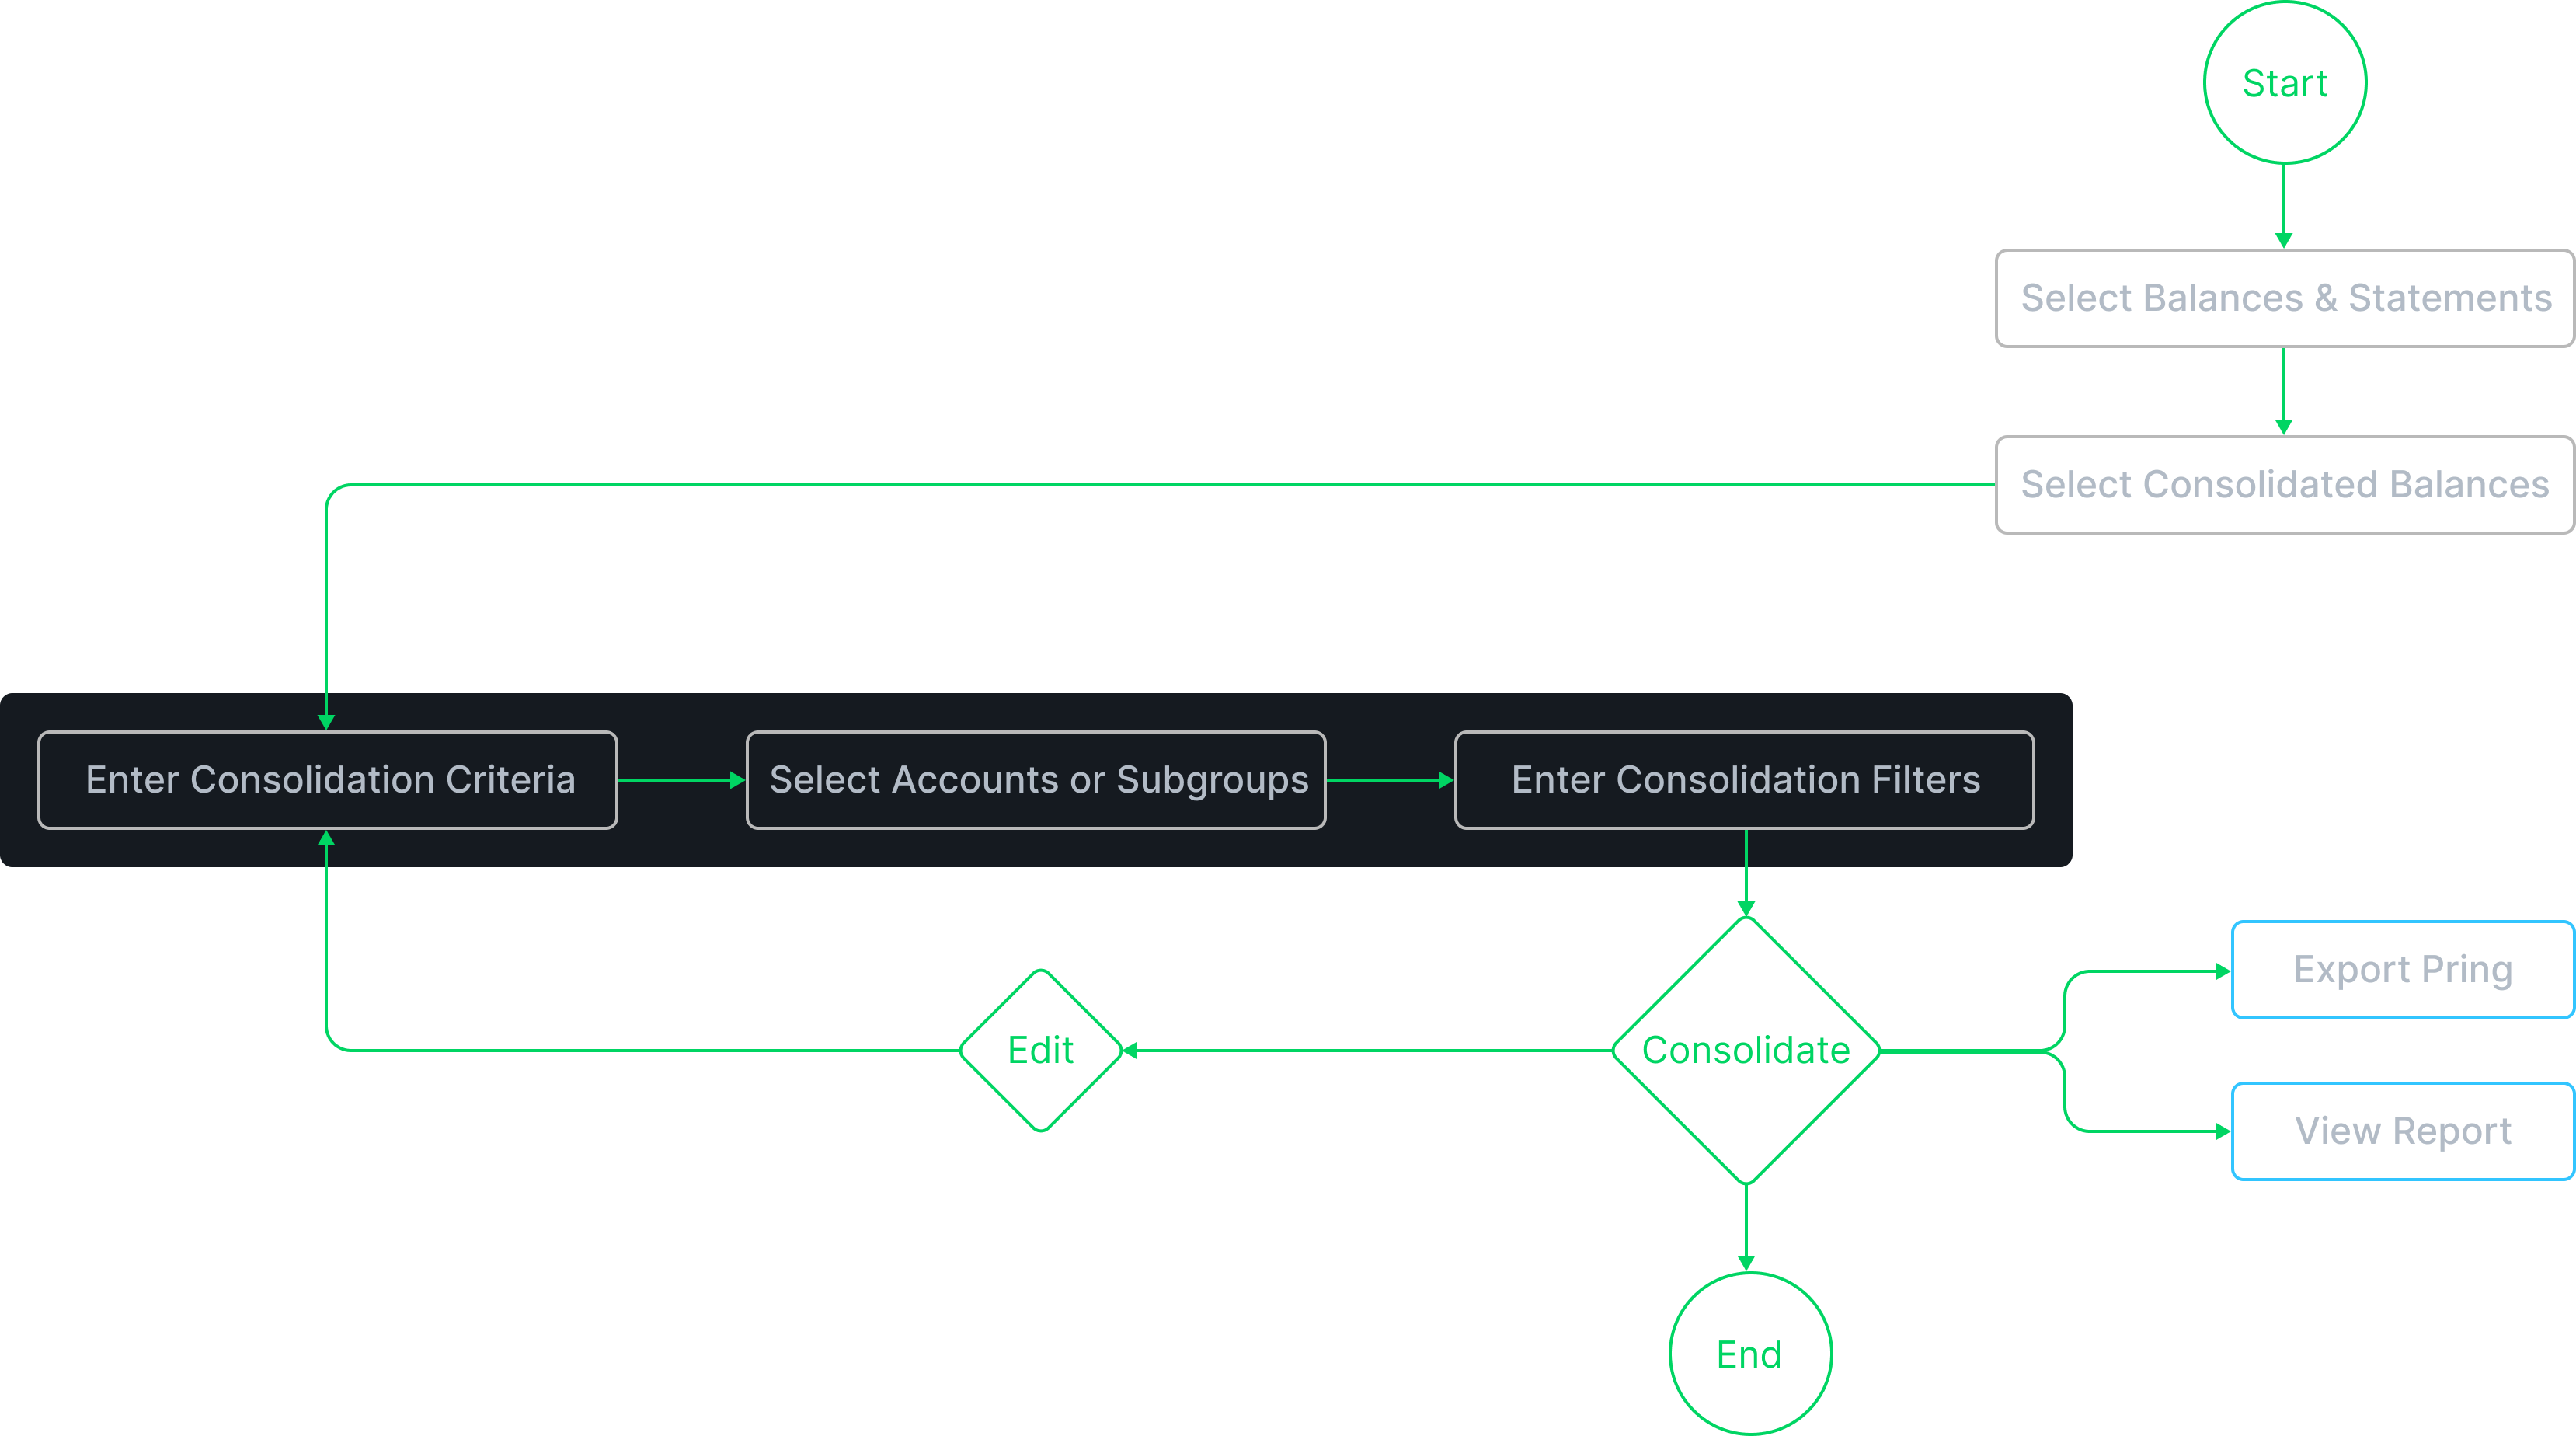 Start
Select Balances & Statements
Select Consolidated Balances
Enter Consolidation Criteria
Select Accounts or Subgroups
Enter Consolidation Filters
Export Pring
Edit
Consolidate
View Report
End